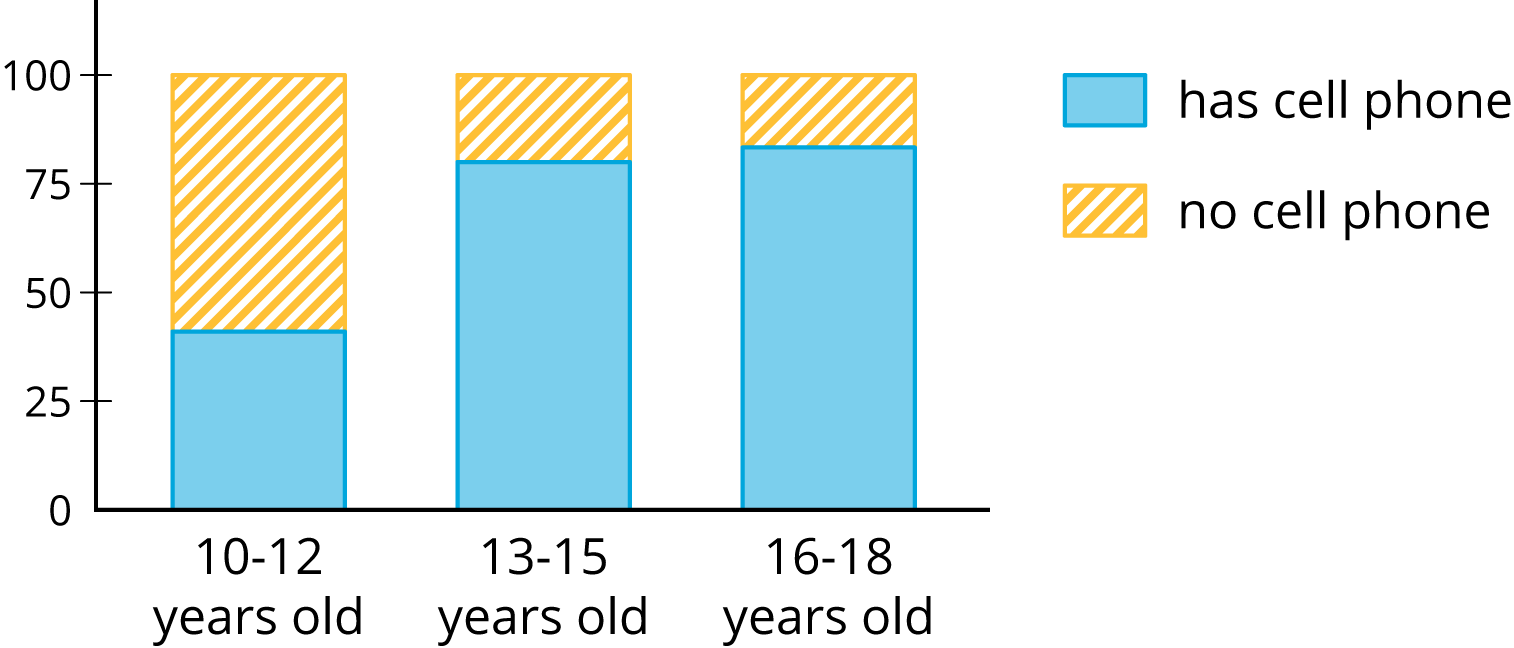 100
75
50
25
0
10-12
years old
13-15
years old
16-18
years old
has cell phone
no cell phone